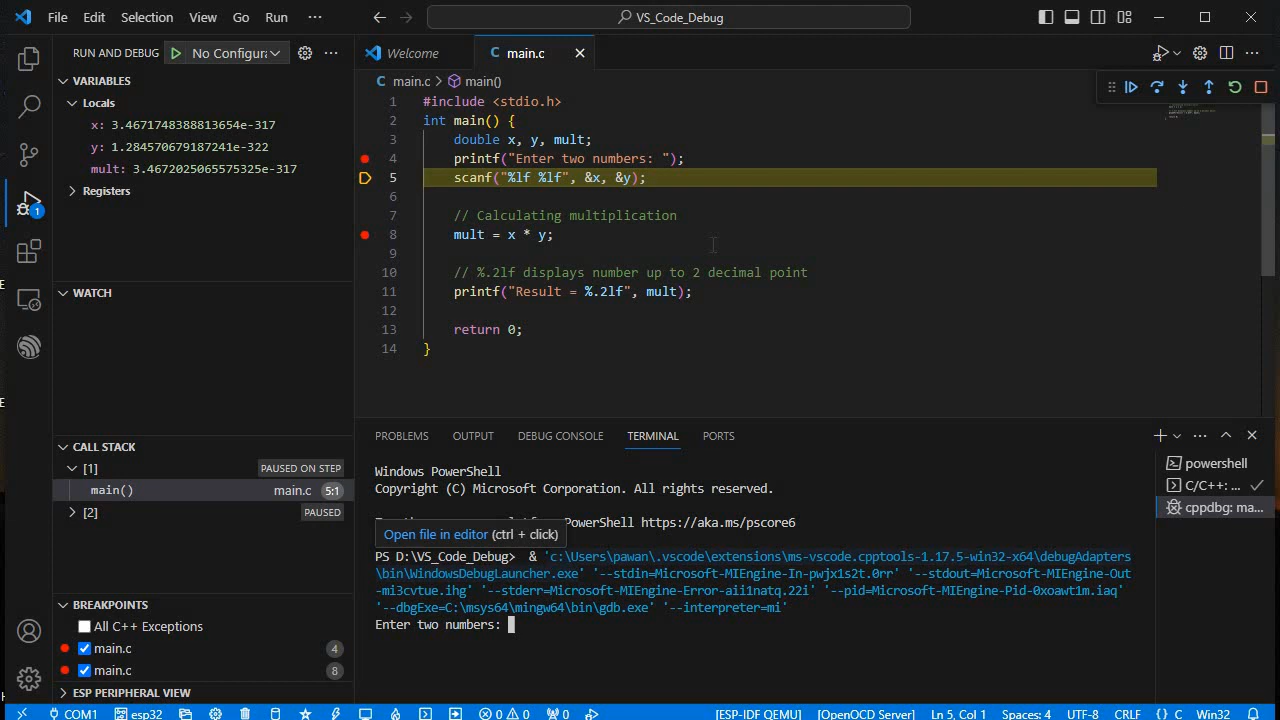 File Edit Selection View Go Run ··· VS_Code_Debug
RUN AND DEBUG No Configur
Welcome main.c
main.c > main()
VARIABLES
Locals
x: 3.4671748388813654e-317
y: 1.284570679187241e-322
mult: 3.4672025065575325e-317
Registers
WATCH
CALL STACK
[1] PAUSED ON STEP
main() main.c 5:1
[2] PAUSED
BREAKPOINTS
All C++ Exceptions
main.c 4
main.c 8
ESP PERIPHERAL VIEW
1
1 #include <stdio.h>
2 int main() {
3 double x, y, mult;
4 printf("Enter two numbers: ");
5 scanf("%lf %lf", &x, &y);
6
7 // Calculating multiplication
8 mult = x * y;
9
10 // %.2lf displays number up to 2 decimal point
11 printf("Result = %.2lf", mult);
12
13 return 0;
14 }
PROBLEMS OUTPUT DEBUG CONSOLE TERMINAL PORTS
Windows PowerShell
Copyright (C) Microsoft Corporation. All rights reserved.
PowerShell https://aka.ms/pscore6
Open file in editor (ctrl + click)
PS D:\VS_Code_Debug> & 'c:\Users\pawan\.vscode\extensions\ms-vscode.cpptools-1.17.5-win32-x64\debugAdapters
\bin\WindowsDebugLauncher.exe' '--stdin=Microsoft-MIEngine-In-pwjx1s2t.0rr' '--stdout=Microsoft-MIEngine-Out
-mi3cvtue.ihg' '--stderr=Microsoft-MIEngine-Error-aii1natq.22i' '--pid=Microsoft-MIEngine-Pid-0xoawt1m.iaq'
'--dbgExe=C:\msys64\mingw64\bin\gdb.exe' '--interpreter=mi'
Enter two numbers:
powershell
C/C++: ...
cppdbg: ma...
COM1 esp32 0 0 0 [ESP-IDF QEMU] [OpenOCD Server] Ln 5, Col 1 Spaces: 4 UTF-8 CRLF {} C Win32